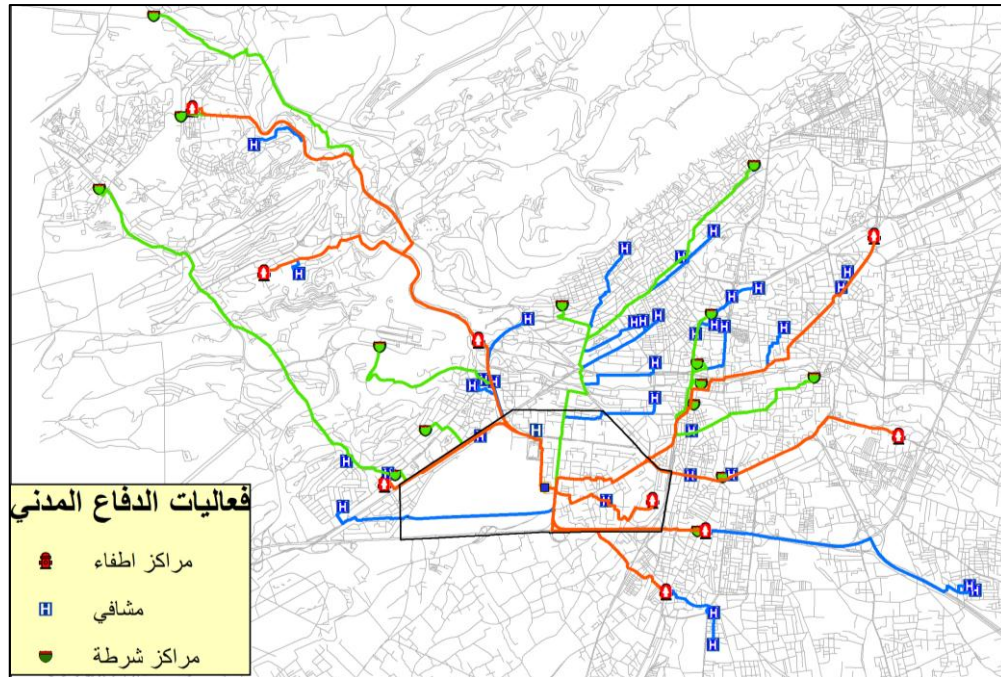 فعاليات الدفاع المدني
مراكز اطفاء
مشافي
مراكز شرطة